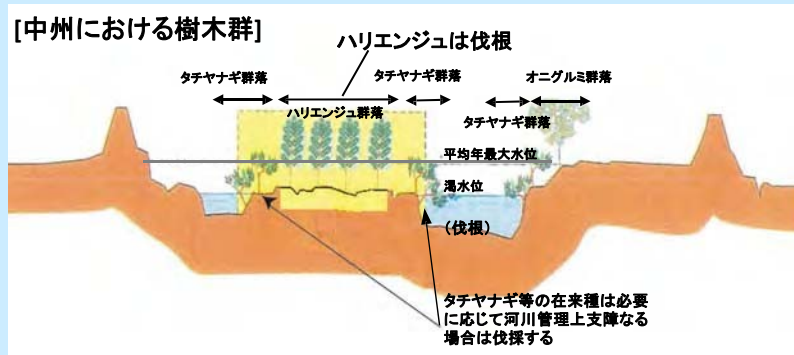 [中州における樹木群]
ハリエンジュは伐根
タチヤナギ群落
タチヤナギ群落
オニグルミ群落
ハリエンジュ群落
タチヤナギ群落
平均年最大水位
渇水位
(伐根)
タチヤナギ等の在来種は必要
に応じて河川管理上支障なる
場合は伐採する